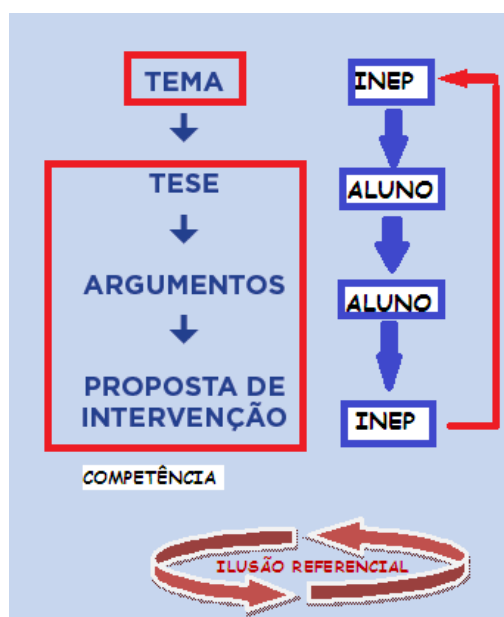 TEMA
INEP
TESE
ALUNO
ARGUMENTOS
ALUNO
PROPOSTA DE
INTERVENÇÃO
INEP
COMPETÊNCIA
ILUSÃO REFERENCIAL